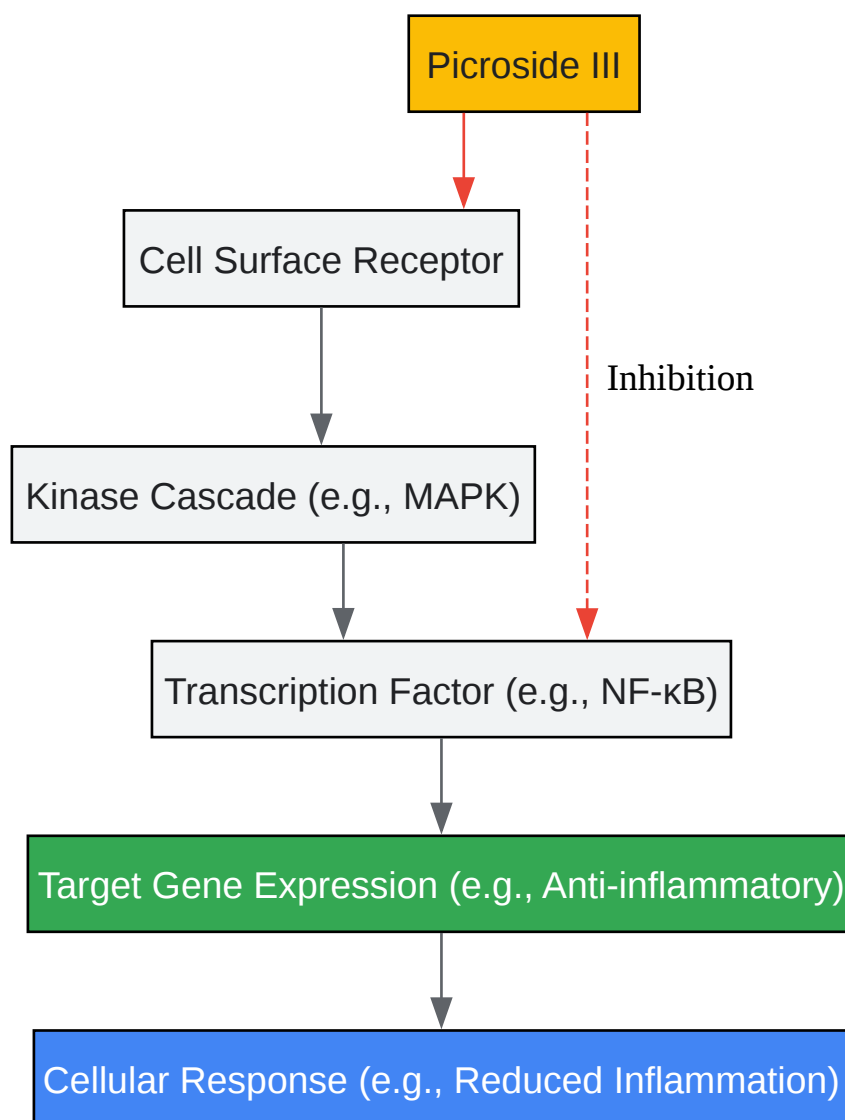 Picroside III
Cell Surface Receptor
Inhibition
Kinase Cascade (e.g., MAPK)
Transcription Factor (e.g., NF-κB)
Target Gene Expression (e.g., Anti-inflammatory)
Cellular Response (e.g., Reduced Inflammation)